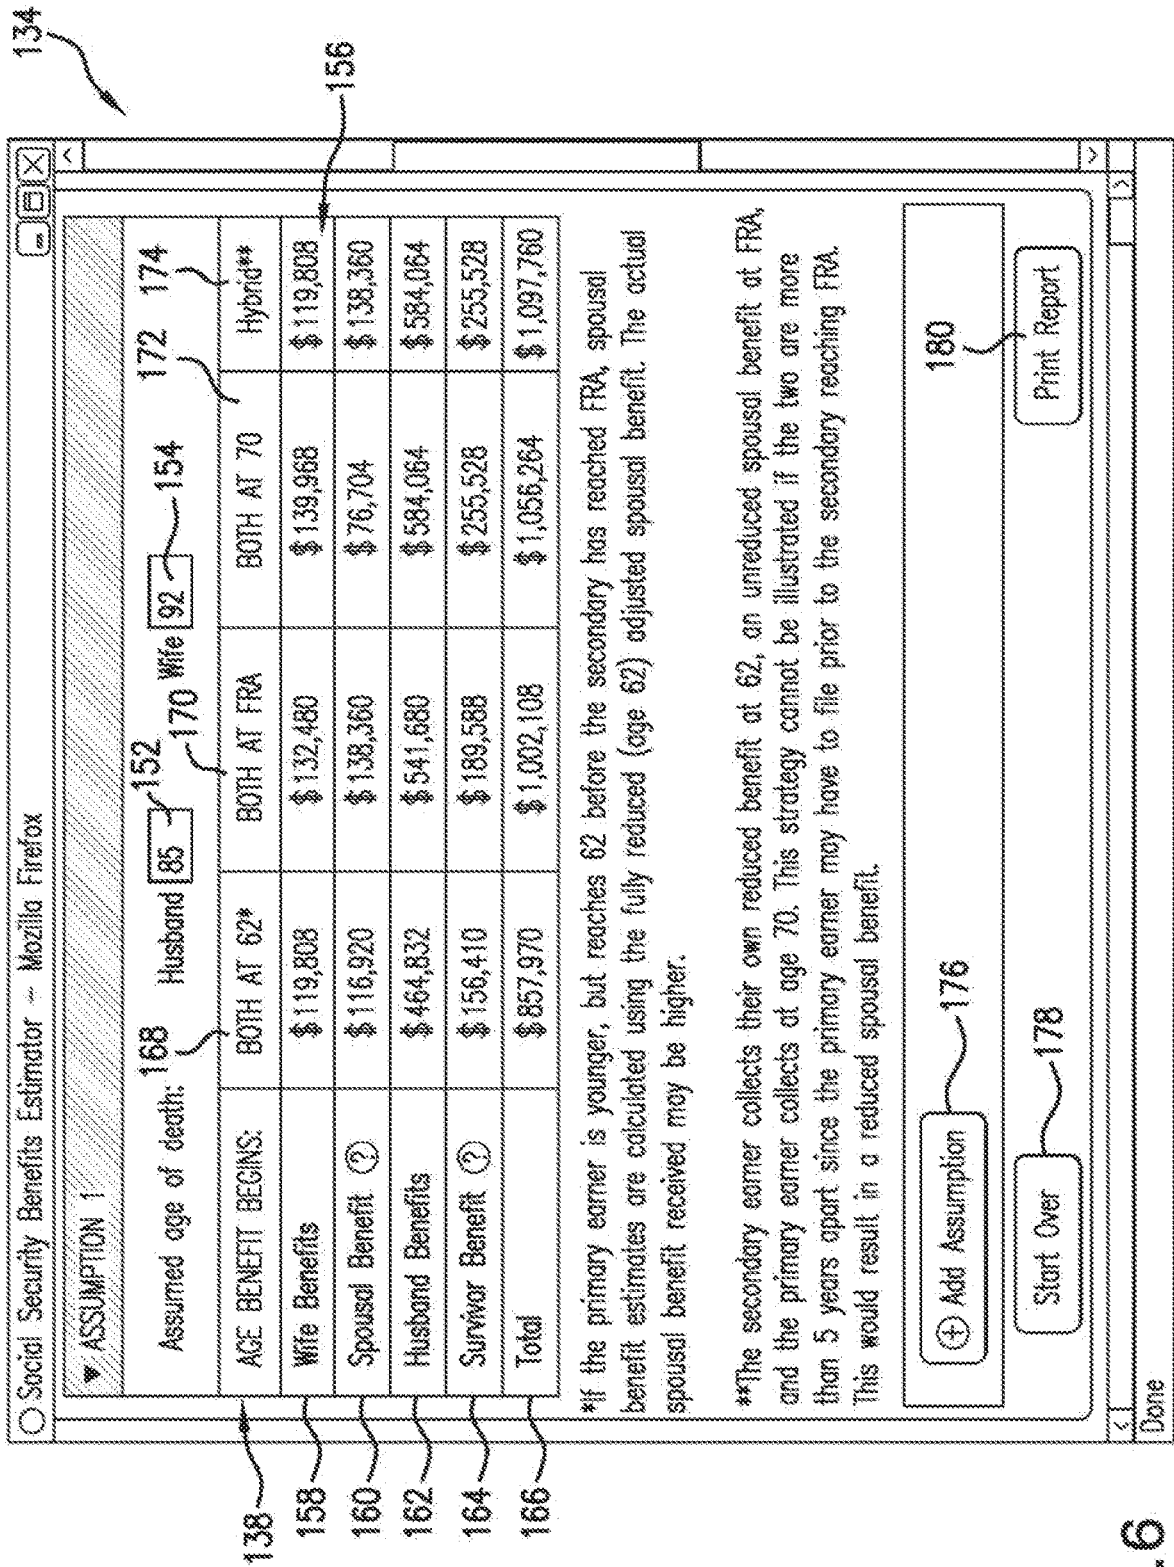 134
Social Security Benefits Estimator – Mozilla Firefox
▼ ASSUMPTION 1
Assumed age of death: Husband 85 Wife 92
152
154
168
170
172
174
156
138
AGE BENEFIT BEGINS: BOTH AT 62* BOTH AT FRA BOTH AT 70 Hybrid**
158
Wife Benefits $119,808 $132,480 $139,968 $119,808
160
Spousal Benefit ? $116,920 $138,360 $76,704 $138,360
162
Husband Benefits $464,832 $541,680 $584,064 $584,064
164
Survivor Benefit ? $156,410 $189,588 $255,528 $255,528
166
Total $857,970 $1,002,108 $1,056,264 $1,097,760
*If the primary earner is younger, but reaches 62 before the secondary has reached FRA, spousal
benefit estimates are calculated using the fully reduced (age 62) adjusted spousal benefit. The actual
spousal benefit received may be higher.
**The secondary earner collects their own reduced benefit at 62, an unreduced spousal benefit at FRA,
and the primary earner collects at age 70. This strategy cannot be illustrated if the two are more
than 5 years apart since the primary earner may have to file prior to the secondary reaching FRA.
This would result in a reduced spousal benefit.
+ Add Assumption
176
180
Start Over
178
Print Report
Done
.6